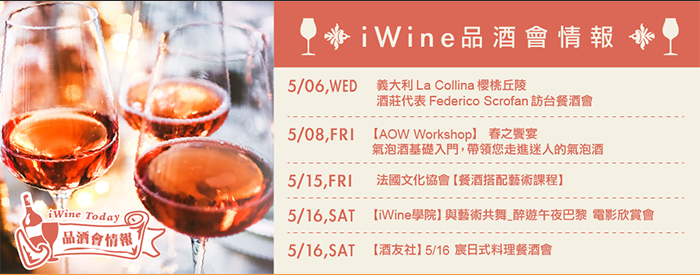 iWine品酒會情報
5/06,WED 義大利 La Collina 櫻桃丘陵
酒莊代表 Federico Scrofan 訪台餐酒會
5/08,FRI 【AOW Workshop】 春之饗宴
氣泡酒基礎入門，帶領您走進迷人的氣泡酒
5/15,FRI 法國文化協會【餐酒搭配藝術課程】
5/16,SAT 【iWine學院】與藝術共舞_醉遊午夜巴黎 電影欣賞會
5/16,SAT 【酒友社】5/16 宸日式料理餐酒會
iWine Today
品酒會情報